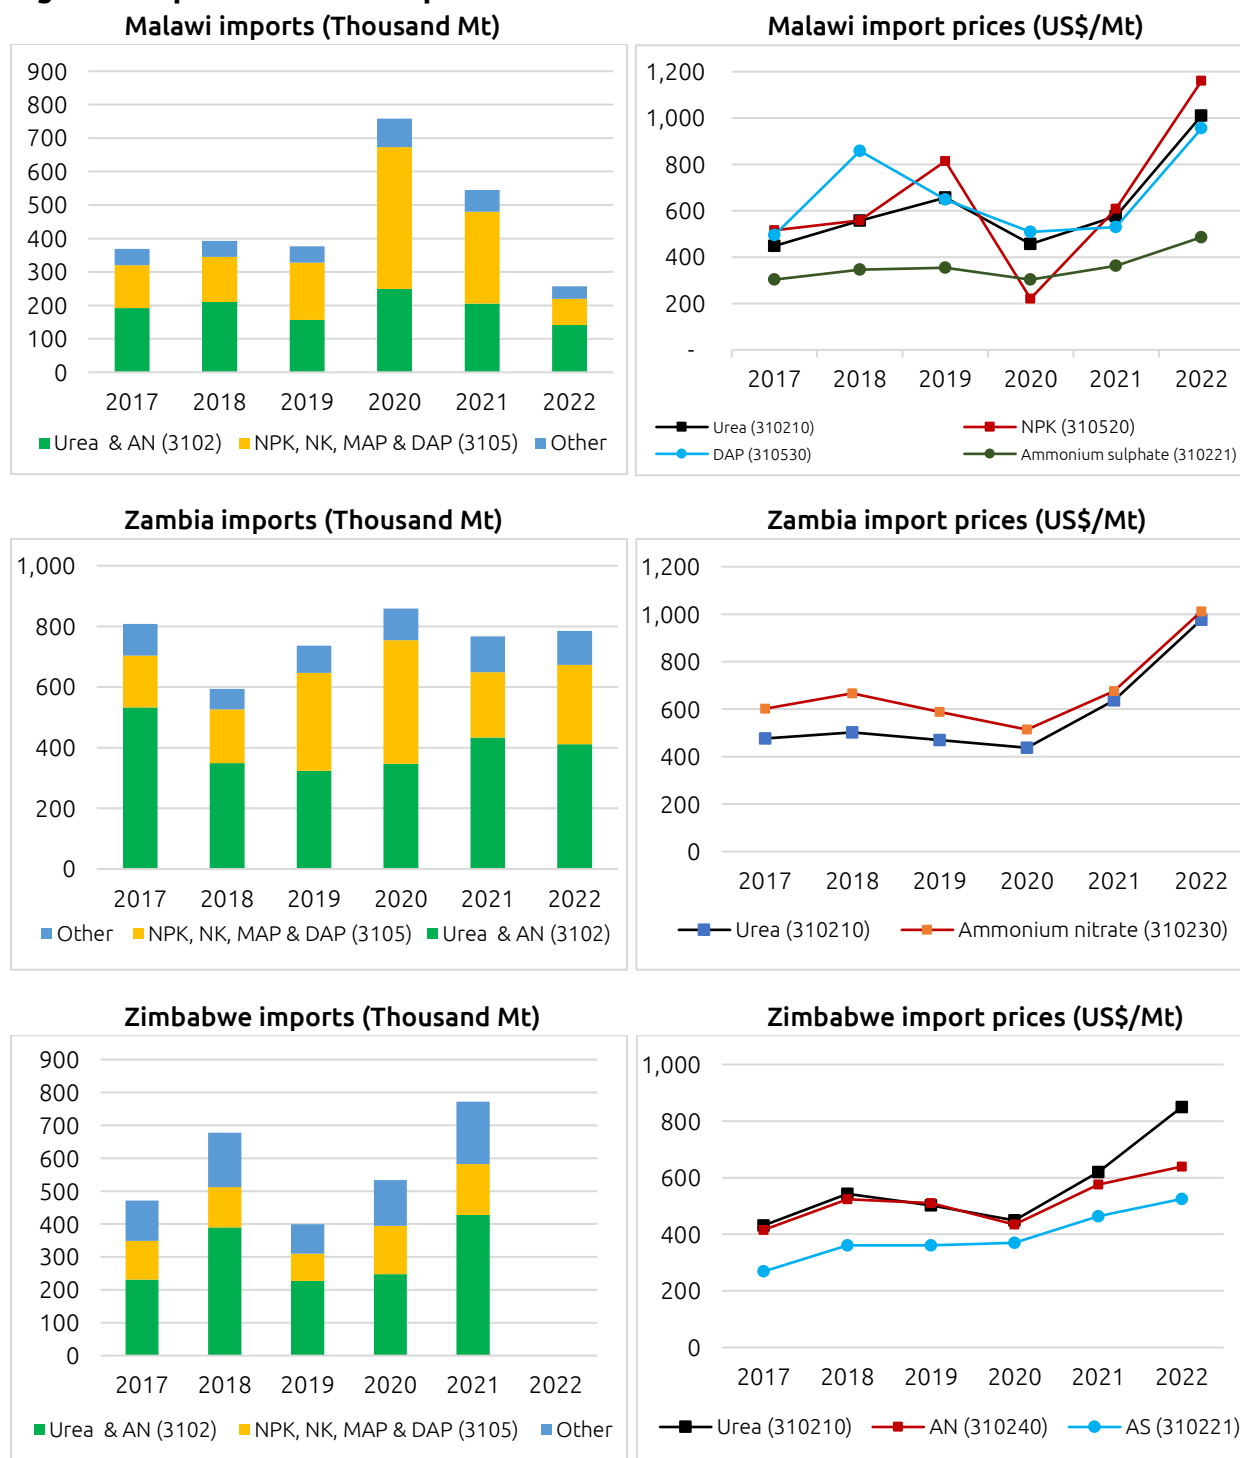 Malawi imports (Thousand Mt)
900
800
700
600
500
400
300
200
100
0
2017 2018 2019 2020 2021 2022
Urea & AN (3102) NPK, NK, MAP & DAP (3105) Other
Malawi import prices (US$/Mt)
1,200
1,000
800
600
400
200
-
2017 2018 2019 2020 2021 2022
Urea (310210) NPK (310520)
DAP (310530) Ammonium sulphate (310221)
Zambia imports (Thousand Mt)
1,000
800
600
400
200
0
2017 2018 2019 2020 2021 2022
Other NPK, NK, MAP & DAP (3105) Urea & AN (3102)
Zambia import prices (US$/Mt)
1,200
1,000
800
600
400
200
0
2017 2018 2019 2020 2021 2022
Urea (310210) Ammonium nitrate (310230)
Zimbabwe imports (Thousand Mt)
900
800
700
600
500
400
300
200
100
0
2017 2018 2019 2020 2021 2022
Urea & AN (3102) NPK, NK, MAP & DAP (3105) Other
Zimbabwe import prices (US$/Mt)
1,000
800
600
400
200
0
2017 2018 2019 2020 2021 2022
Urea (310210) AN (310240) AS (310221)